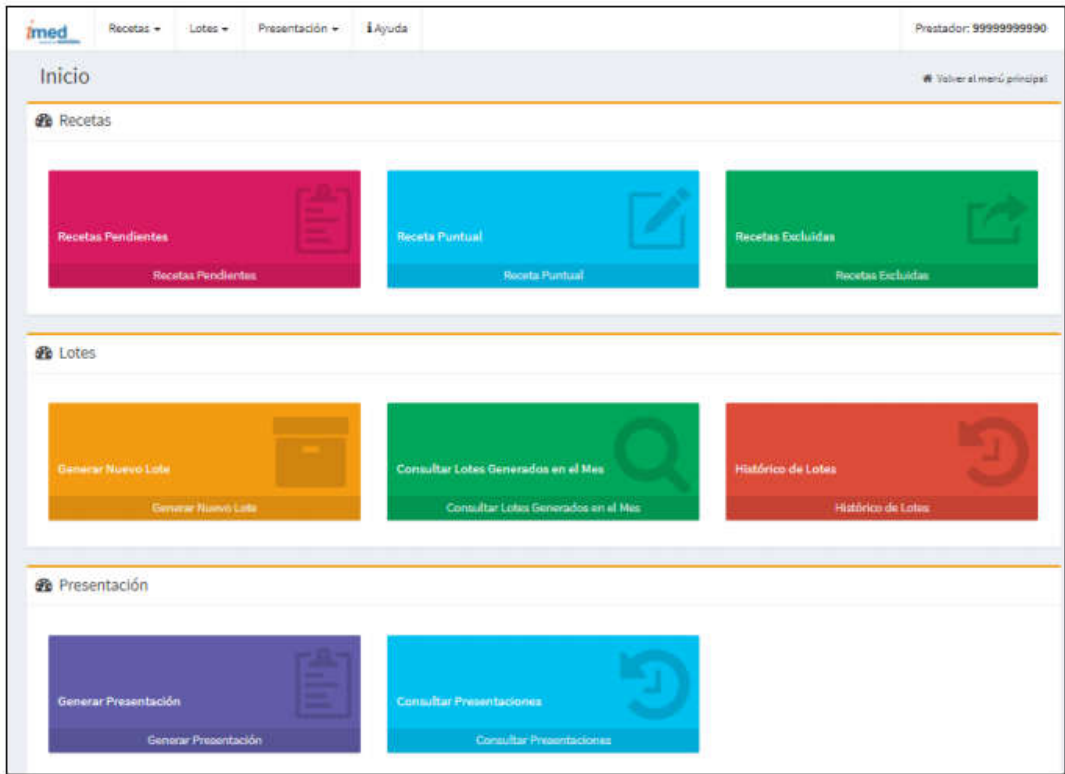 imed
Recetas
Lotes
Presentación
Ayuda
Prestador: 99999999990
Inicio
Volver al menú principal
Recetas
Recetas Pendientes
Receta Puntual
Recetas Excluidas
Recetas Pendientes
Receta Puntual
Recetas Excluidas
Lotes
Generar Nuevo Lote
Consultar Lotes Generados en el Mes
Histórico de Lotes
Generar Nuevo Lote
Consultar Lotes Generados en el Mes
Histórico de Lotes
Presentación
Generar Presentación
Consultar Presentaciones
Generar Presentación
Consultar Presentaciones